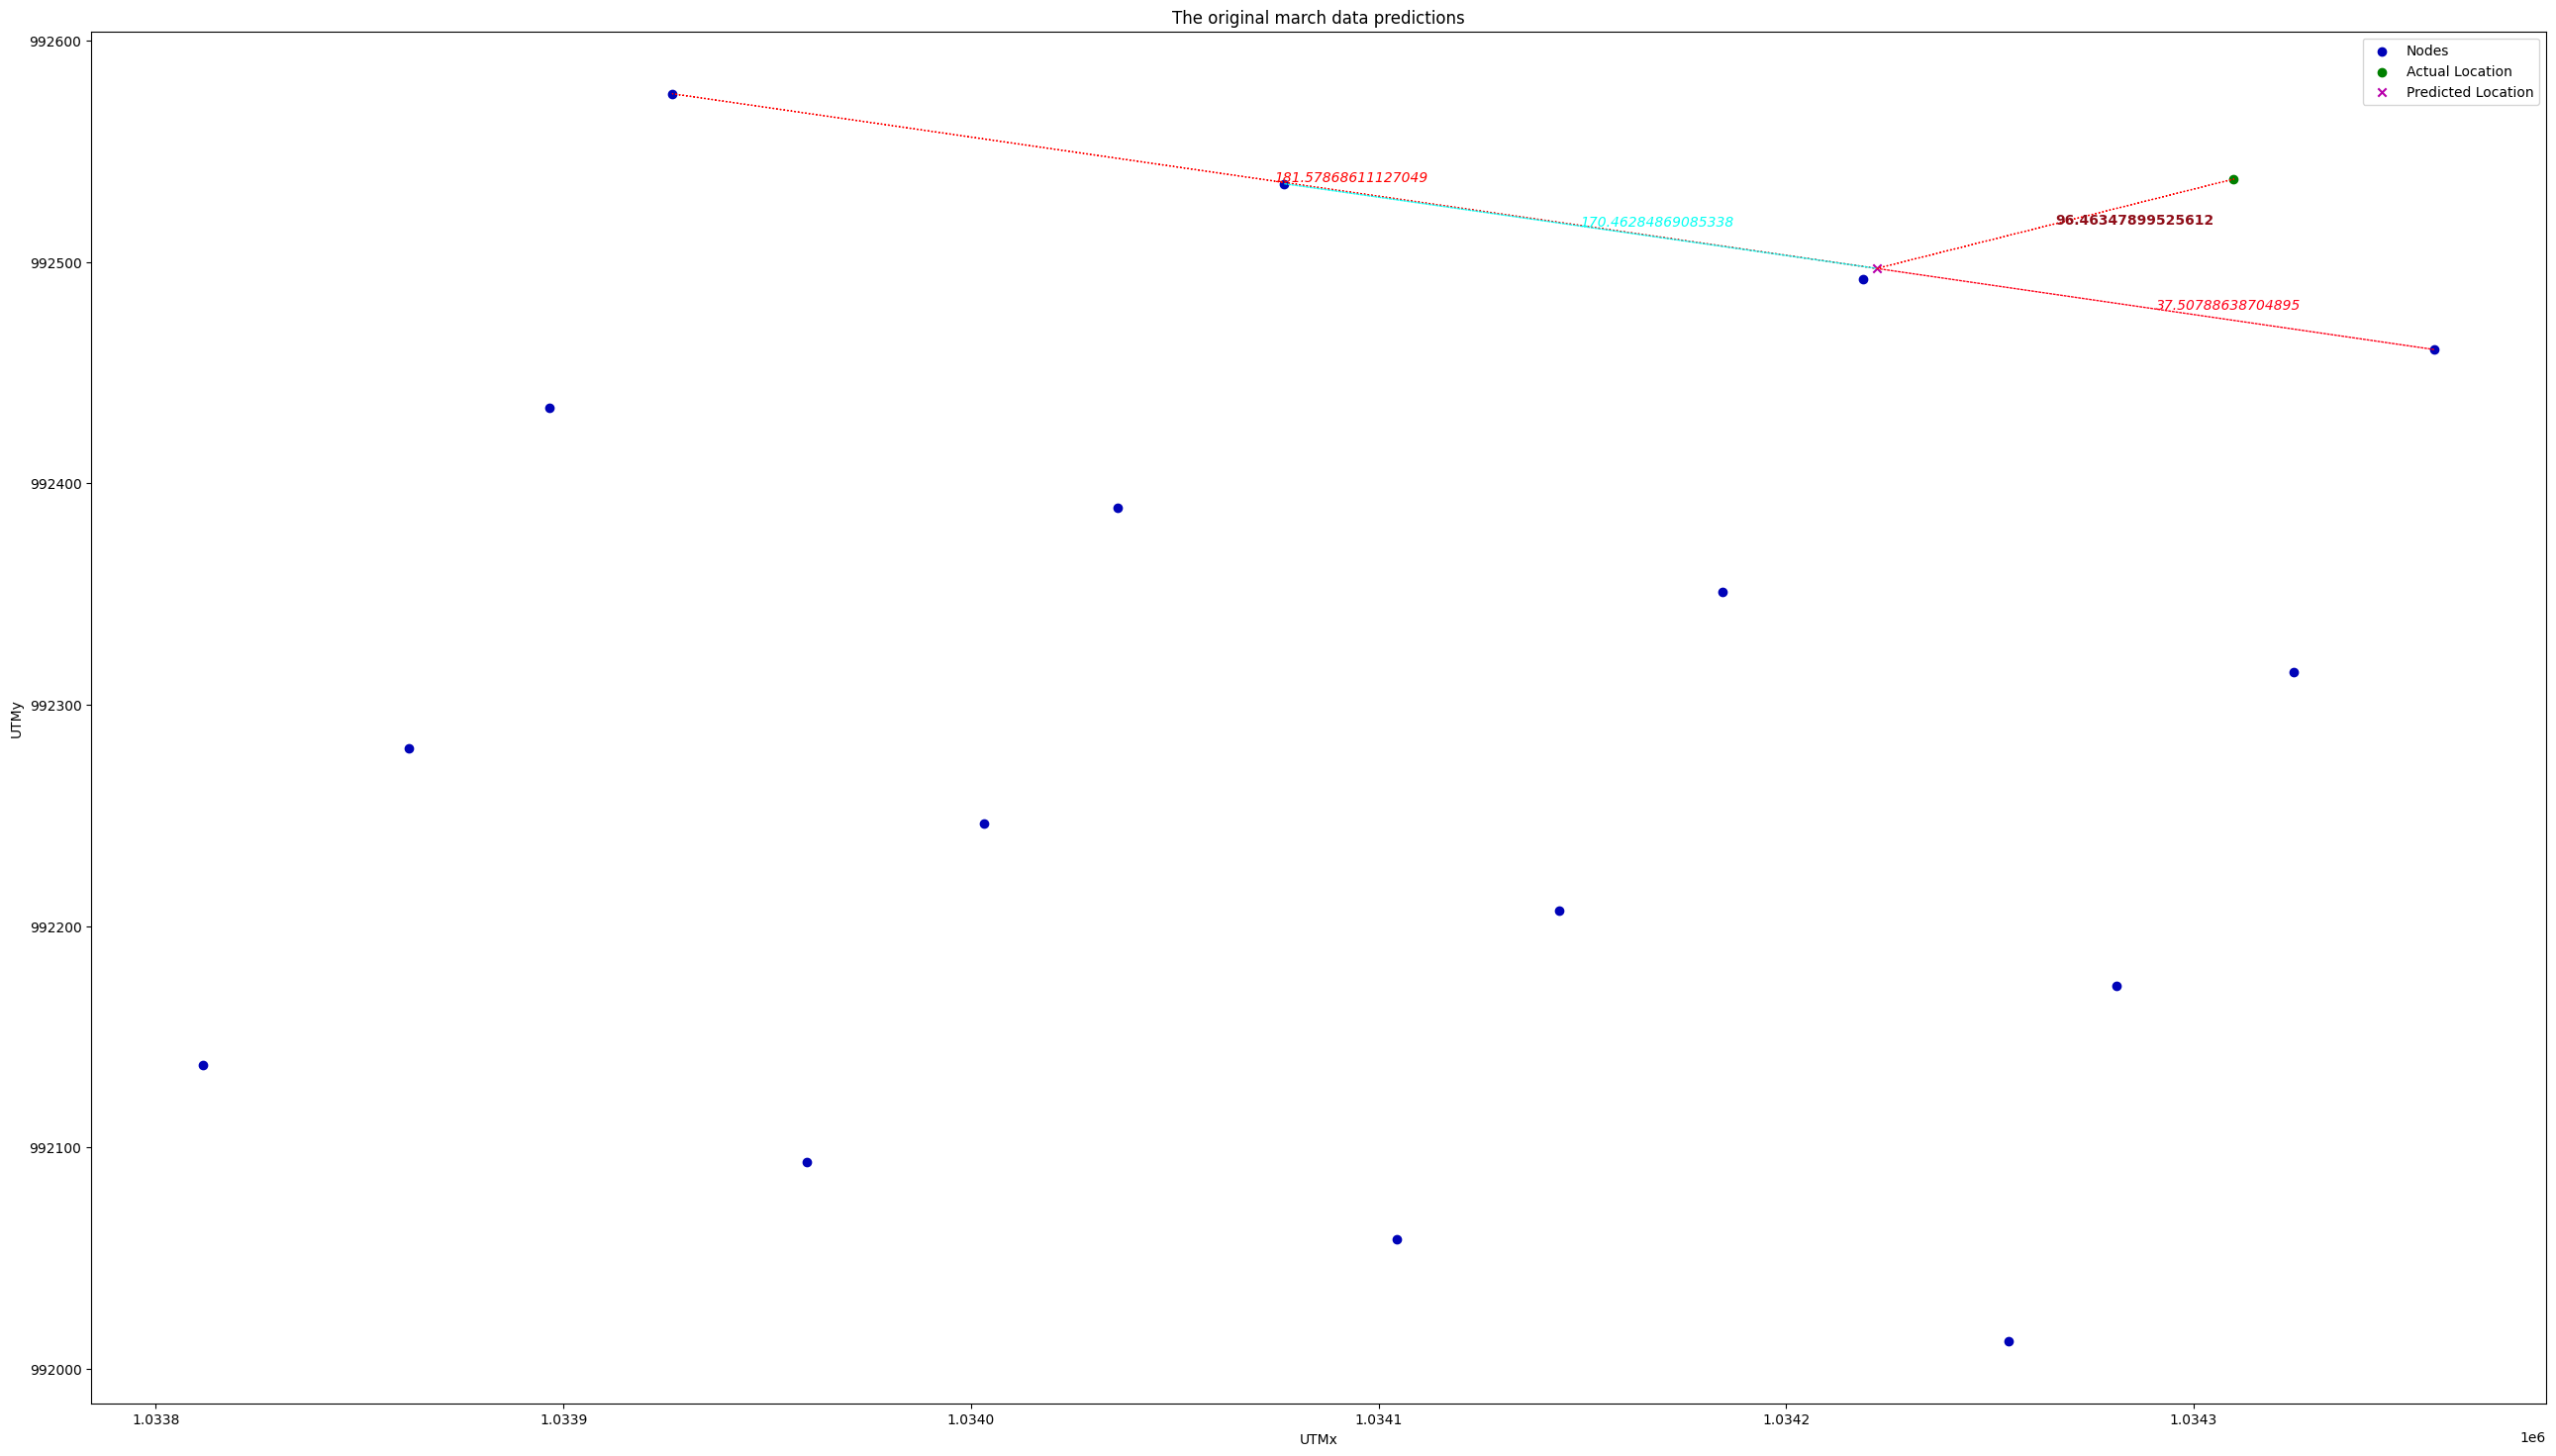 The original march data predictions
Nodes
Actual Location
Predicted Location
992600
992500
992400
992300
992200
992100
992000
181.57868611127049
170.46284869085338
96.46347899525612
37.50788638704895
UTMy
1.0338 1.0339 1.0340 1.0341 1.0342 1.0343
UTMx
1e6